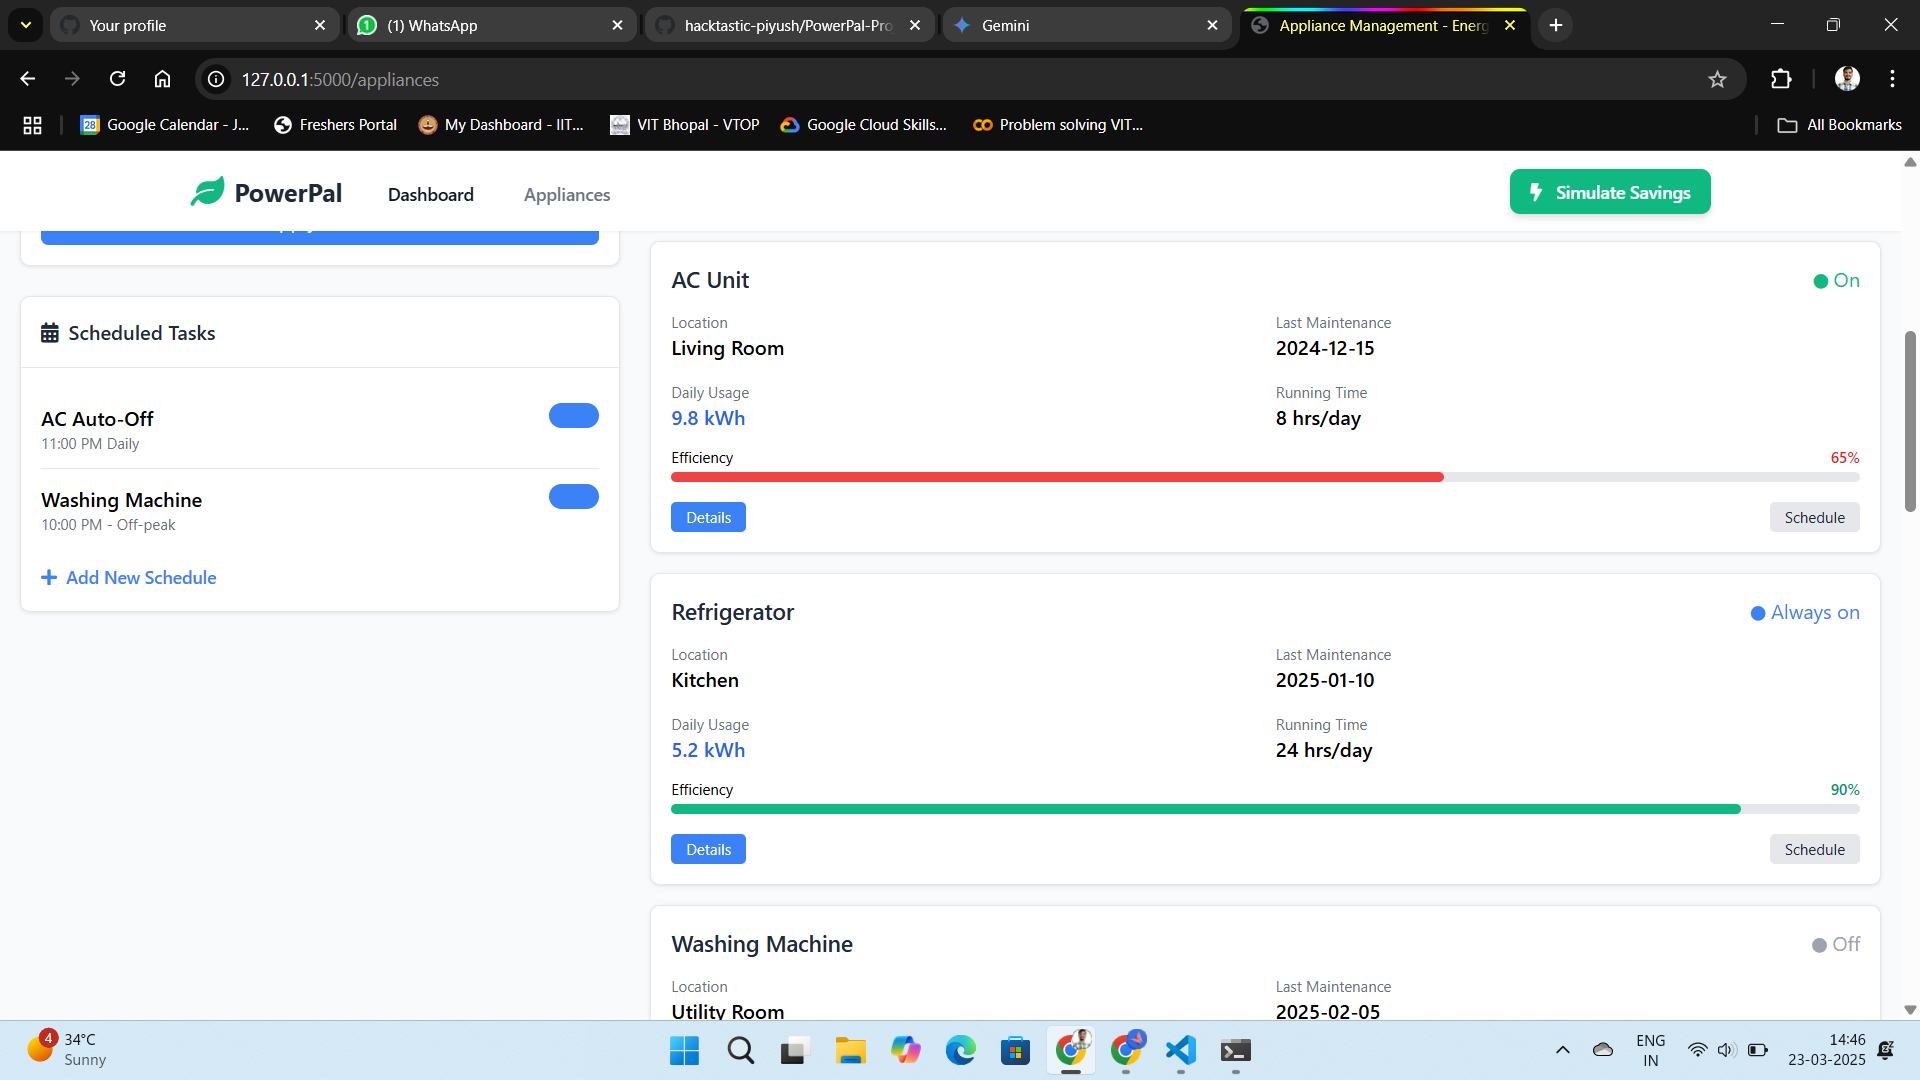 Your profile
(1) WhatsApp
hacktastic-piyush/PowerPal-Pro
Gemini
Appliance Management - Energ
127.0.0.1:5000/appliances
28
Google Calendar - J...
Freshers Portal
My Dashboard - IIT...
VIT Bhopal - VTOP
Google Cloud Skills...
Problem solving VIT...
All Bookmarks
PowerPal
Dashboard
Appliances
Simulate Savings
Scheduled Tasks
AC Auto-Off
11:00 PM Daily
Washing Machine
10:00 PM - Off-peak
Add New Schedule
AC Unit
On
Location
Living Room
Last Maintenance
2024-12-15
Daily Usage
9.8 kWh
Running Time
8 hrs/day
Efficiency
65%
Details
Schedule
Refrigerator
Always on
Location
Kitchen
Last Maintenance
2025-01-10
Daily Usage
5.2 kWh
Running Time
24 hrs/day
Efficiency
90%
Details
Schedule
Washing Machine
Off
Location
Utility Room
Last Maintenance
2025-02-05
4
34°C
Sunny
ENG
IN
14:46
23-03-2025